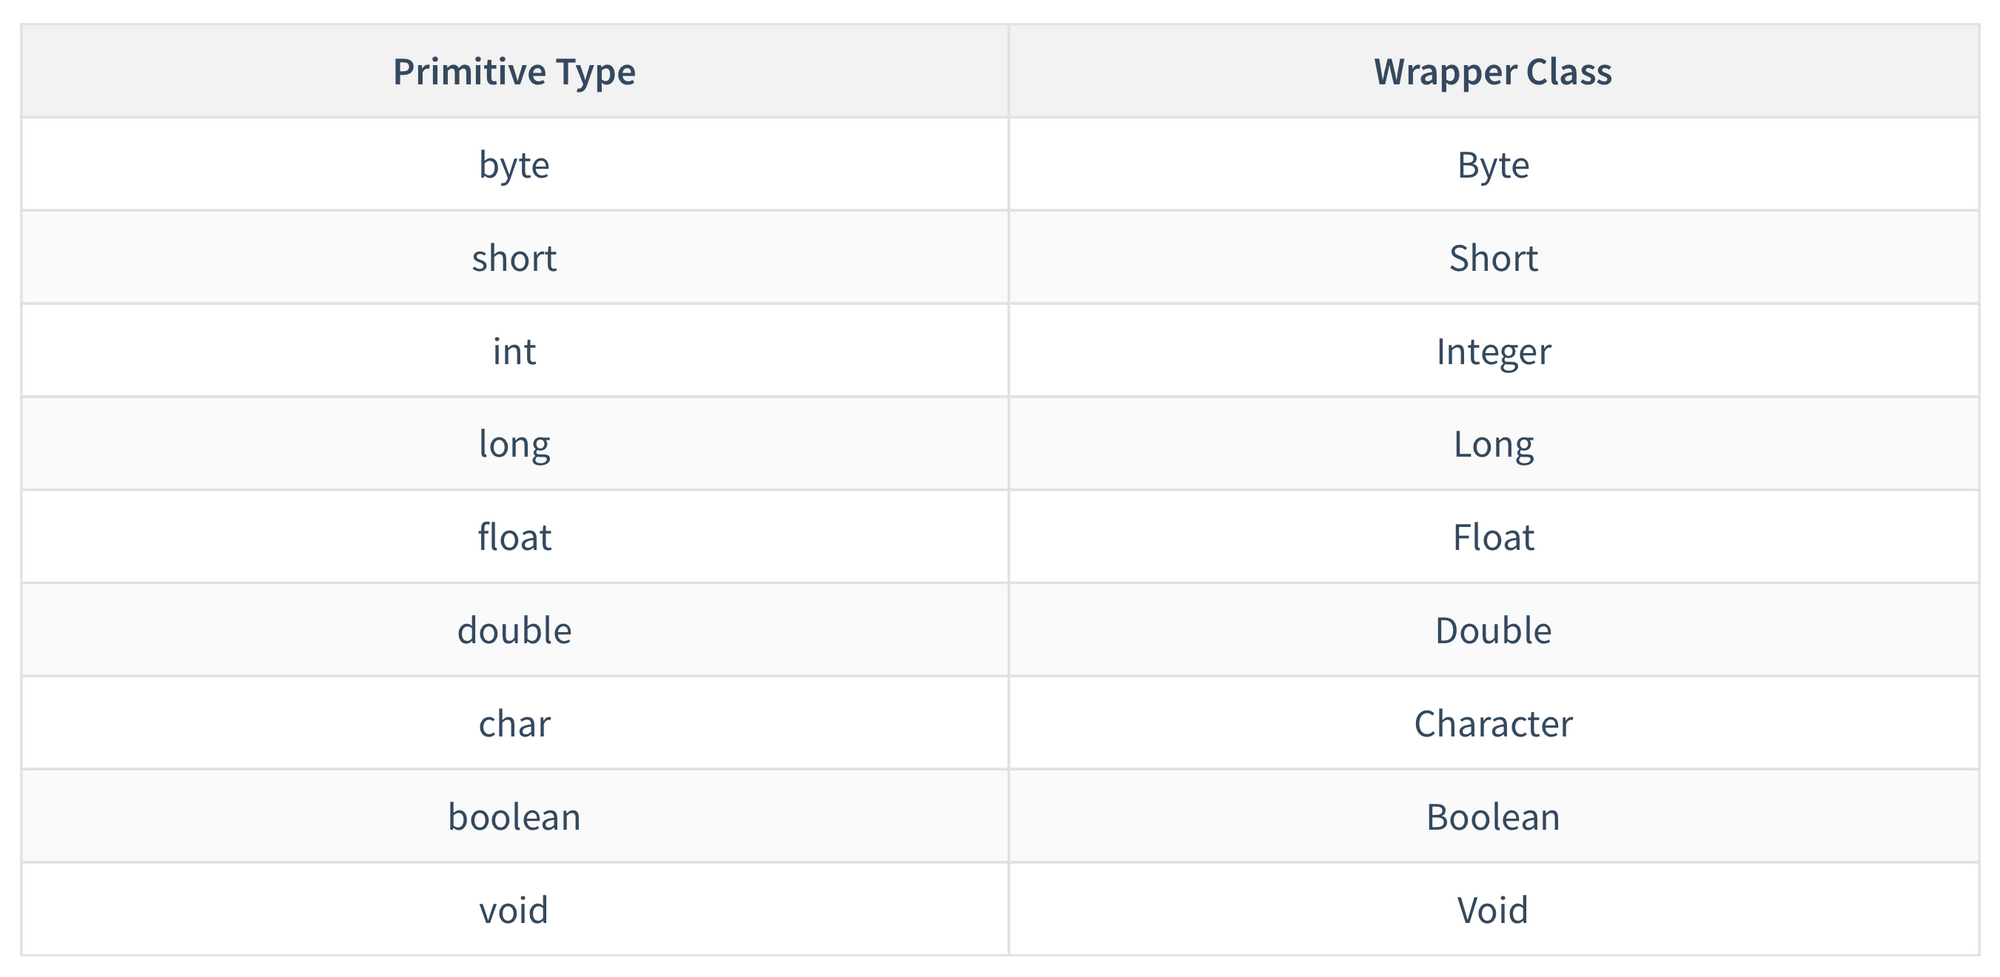 Primitive Type Wrapper Class
byte Byte
short Short
int Integer
long Long
float Float
double Double
char Character
boolean Boolean
void Void